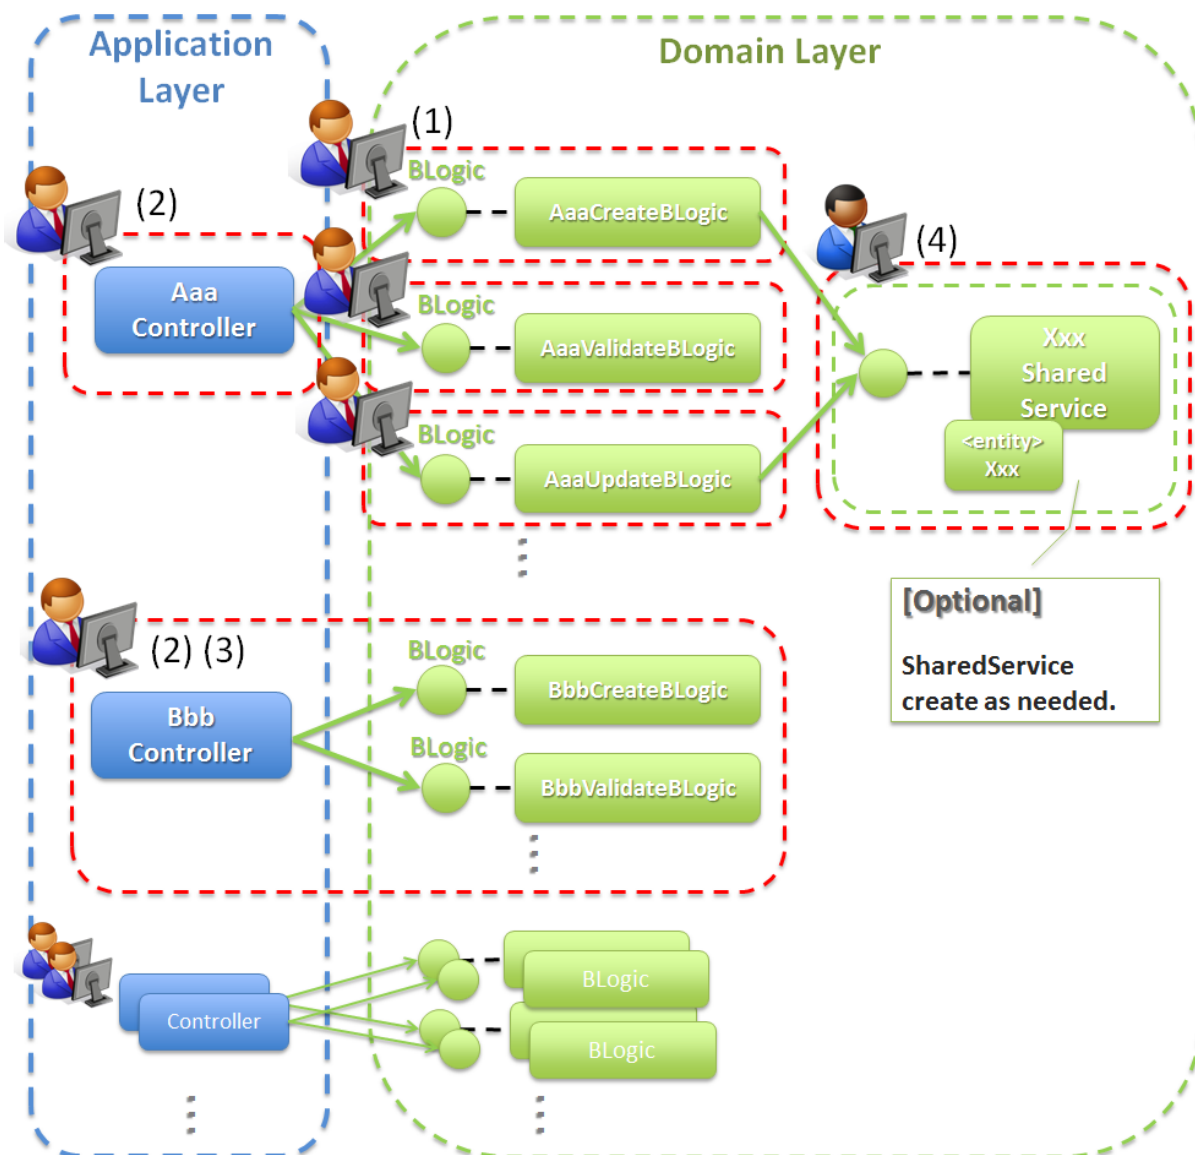 Application
Layer
Domain Layer
(1)
BLogic
AaaCreateBLogic
(2)
Aaa
Controller
BLogic
AaaValidateBLogic
BLogic
AaaUpdateBLogic
(4)
Xxx
Shared
Service
<entity>
Xxx
[Optional]
SharedService
create as needed.
(2) (3)
Bbb
Controller
BLogic
BbbCreateBLogic
BLogic
BbbValidateBLogic
Controller
BLogic
BLogic